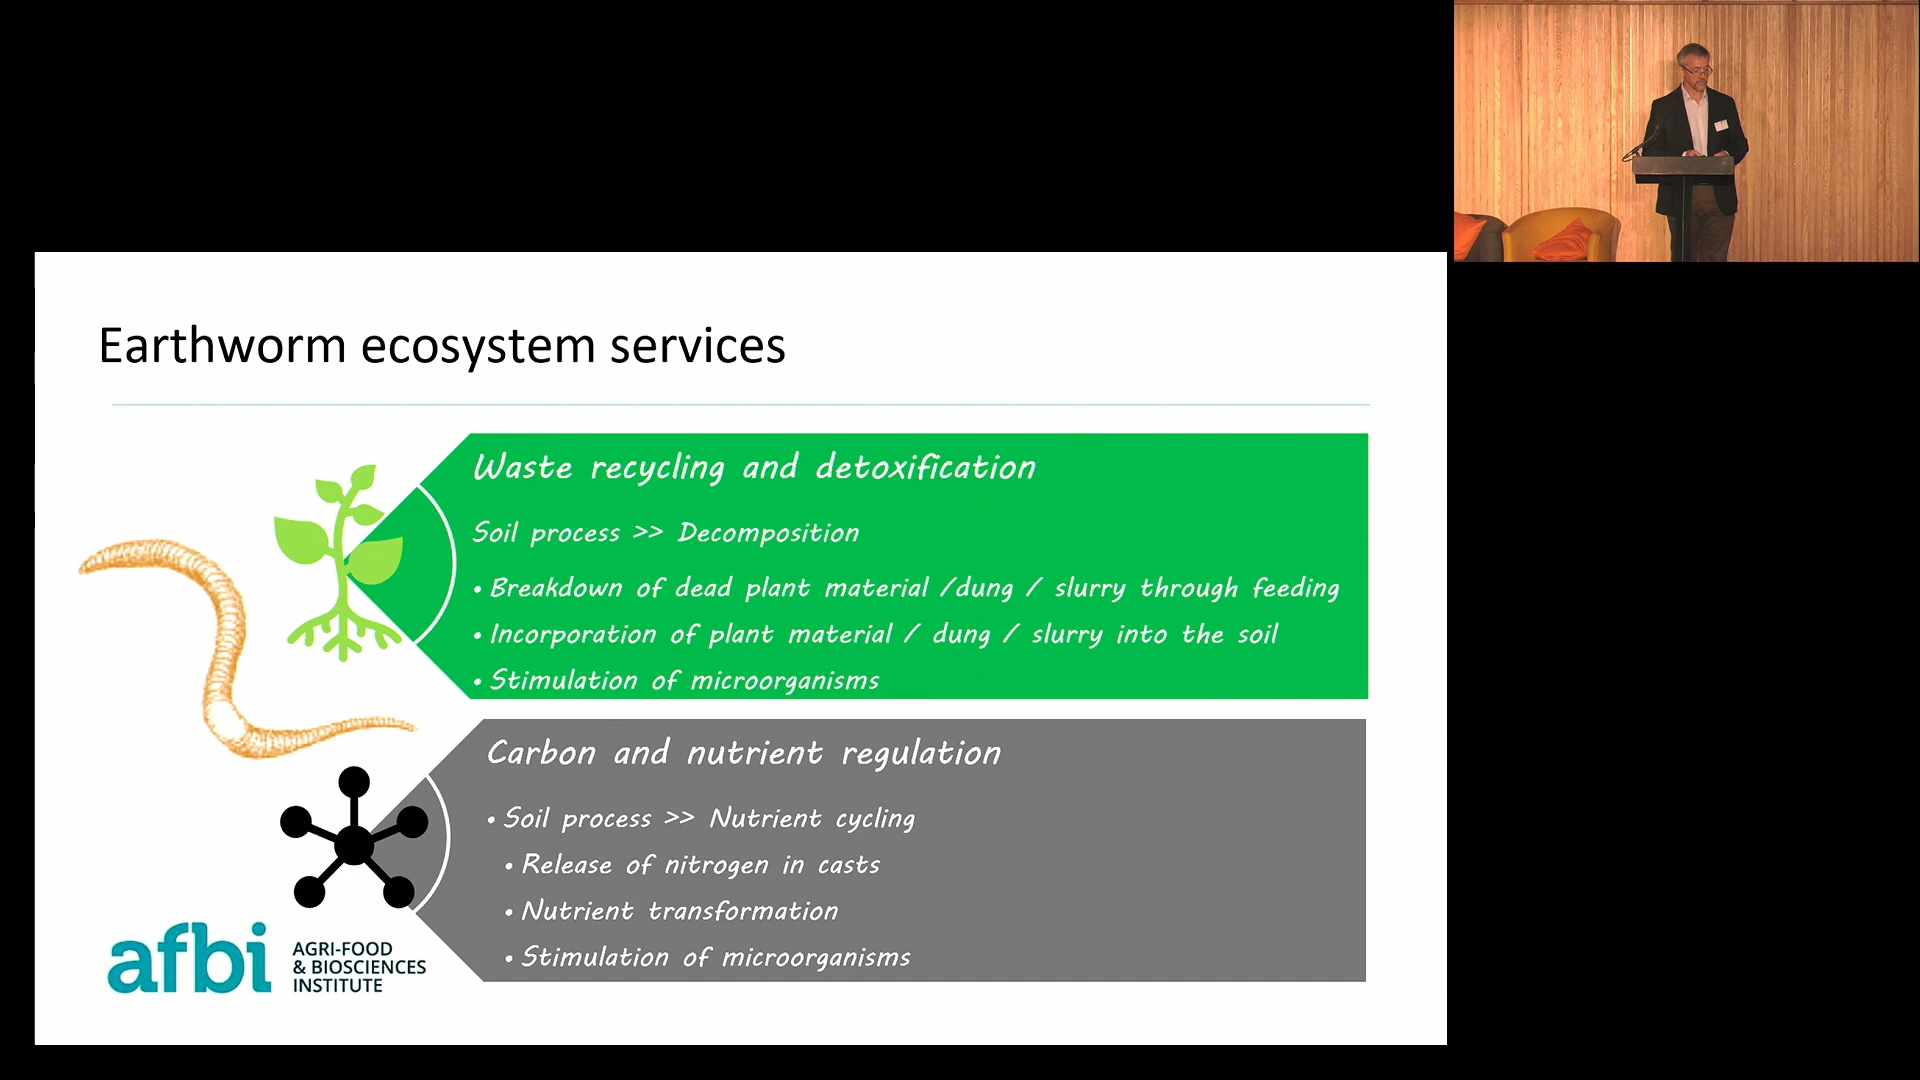 Earthworm ecosystem services
Waste recycling and detoxification
Soil process >> Decomposition
• Breakdown of dead plant material /dung / slurry through feeding
• Incorporation of plant material / dung / slurry into the soil
• Stimulation of microorganisms
Carbon and nutrient regulation
• Soil process >> Nutrient cycling
• Release of nitrogen in casts
• Nutrient transformation
• Stimulation of microorganisms
afbi
AGRI-FOOD
& BIOSCIENCES
INSTITUTE